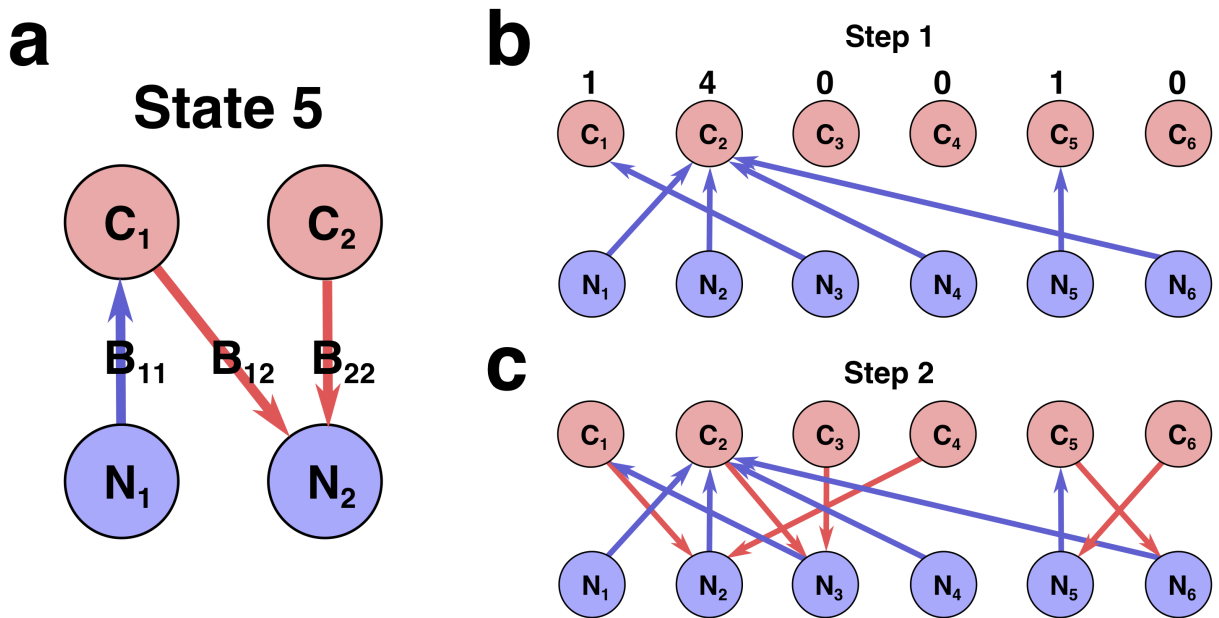 a
State 5
C₁ C₂
B₁₁ B₁₂ B₂₂
N₁ N₂
b
Step 1
1 4 0 0 1 0
C₁ C₂ C₃ C₄ C₅ C₆
N₁ N₂ N₃ N₄ N₅ N₆
c
Step 2
C₁ C₂ C₃ C₄ C₅ C₆
N₁ N₂ N₃ N₄ N₅ N₆